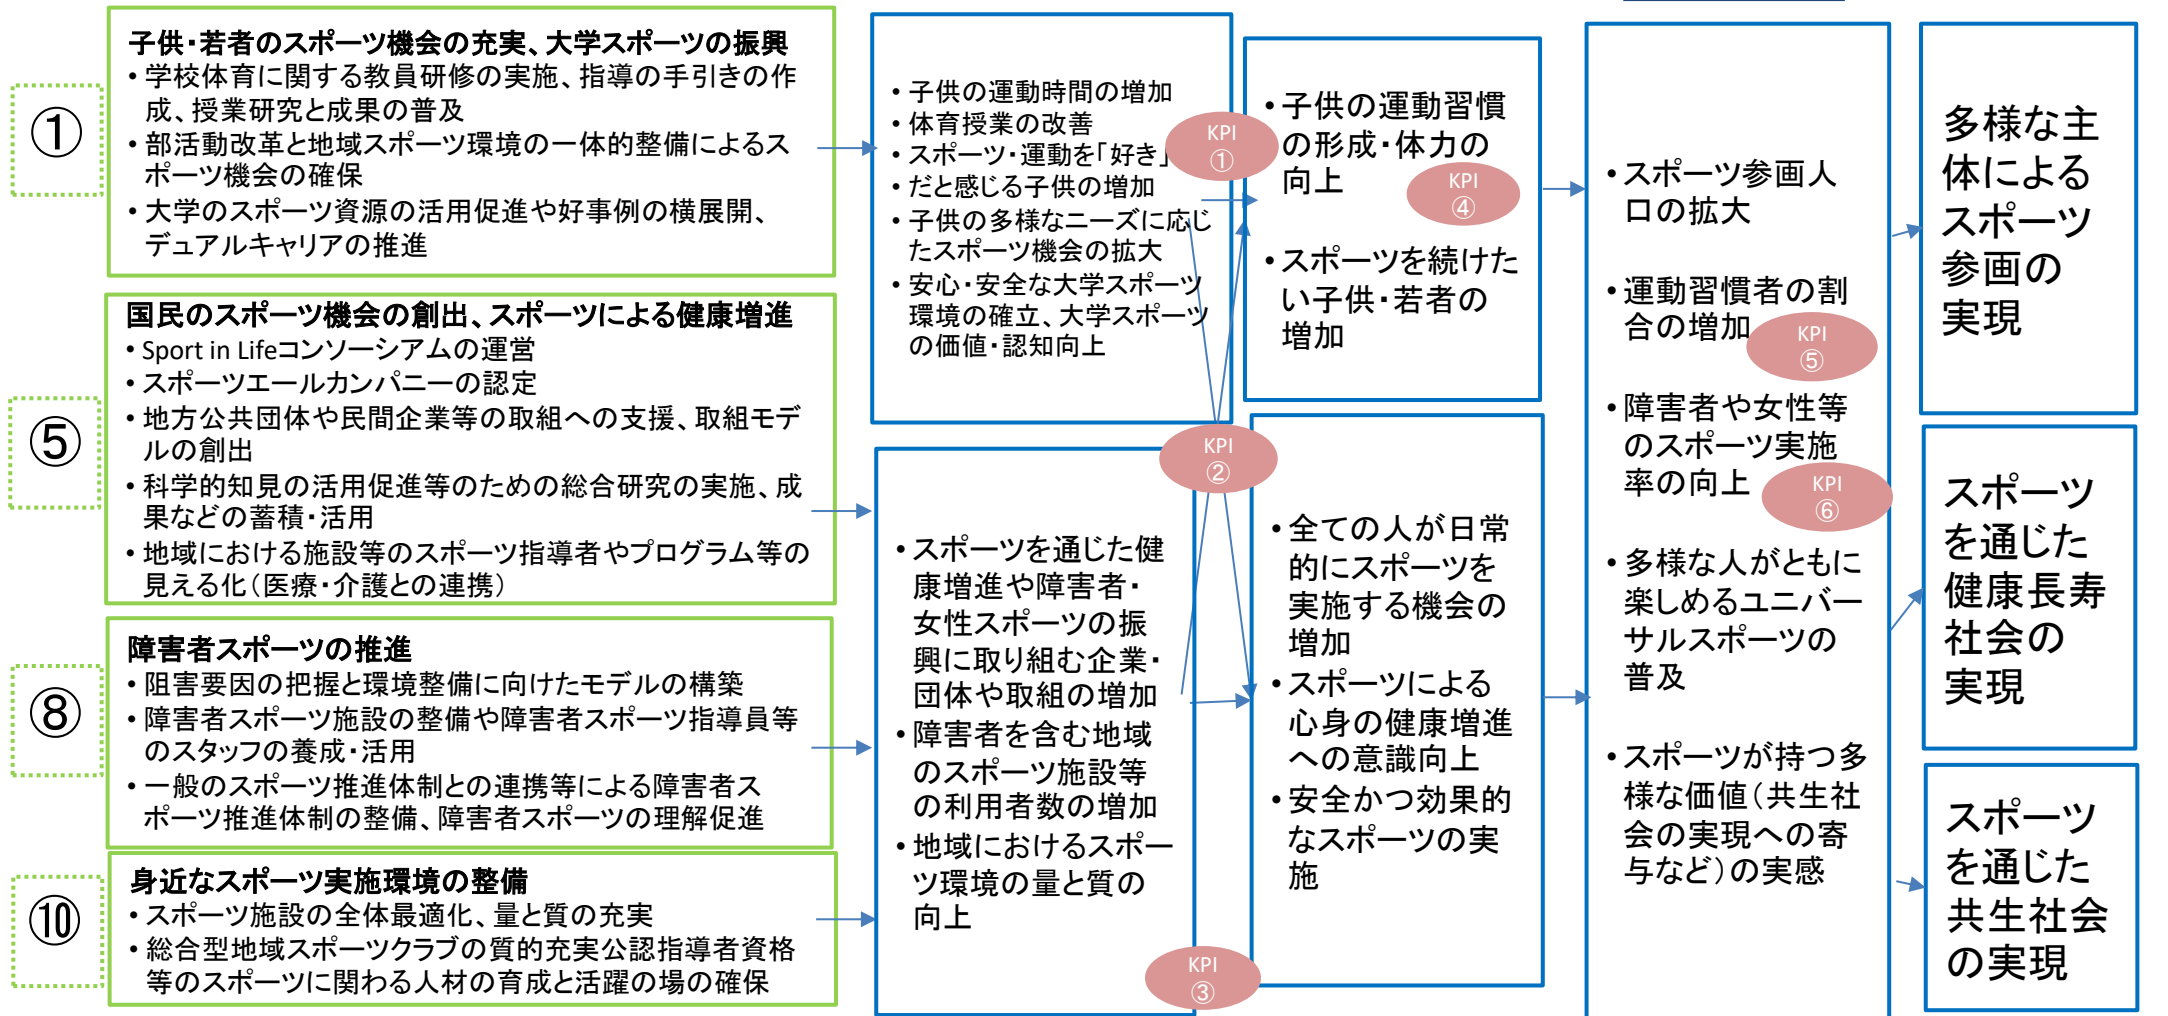 ①
子供・若者のスポーツ機会の充実、大学スポーツの振興
• 学校体育に関する教員研修の実施、指導の手引きの作
成、授業研究と成果の普及
• 部活動改革と地域スポーツ環境の一体的整備によるス
ポーツ機会の確保
• 大学のスポーツ資源の活用促進や好事例の横展開、
デュアルキャリアの推進
⑤
国民のスポーツ機会の創出、スポーツによる健康増進
• Sport in Lifeコンソーシアムの運営
• スポーツエールカンパニーの認定
• 地方公共団体や民間企業等の取組への支援、取組モデ
ルの創出
• 科学的知見の活用促進等のための総合研究の実施、成
果などの蓄積・活用
• 地域における施設等のスポーツ指導者やプログラム等の
見える化（医療・介護との連携）
⑧
障害者スポーツの推進
• 阻害要因の把握と環境整備に向けたモデルの構築
• 障害者スポーツ施設の整備や障害者スポーツ指導員等
のスタッフの養成・活用
• 一般のスポーツ推進体制との連携等による障害者ス
ポーツ推進体制の整備、障害者スポーツの理解促進
⑩
身近なスポーツ実施環境の整備
• スポーツ施設の全体最適化、量と質の充実
• 総合型地域スポーツクラブの質的充実公認指導者資格
等のスポーツに関わる人材の育成と活躍の場の確保
• 子供の運動時間の増加
• 体育授業の改善
• スポーツ・運動を「好き」
• だと感じる子供の増加
• 子供の多様なニーズに応じ
たスポーツ機会の拡大
• 安心・安全な大学スポーツ
環境の確立、大学スポーツ
の価値・認知向上
KPI
①
KPI
②
• スポーツを通じた健
康増進や障害者・
女性スポーツの振
興に取り組む企業・
団体や取組の増加
• 障害者を含む地域
のスポーツ施設等
の利用者数の増加
• 地域におけるスポー
ツ環境の量と質の
向上
KPI
③
• 子供の運動習慣
の形成・体力の
向上
KPI
④
• スポーツを続けた
い子供・若者の
増加
• 全ての人が日常
的にスポーツを
実施する機会の
増加
• スポーツによる
心身の健康増進
への意識向上
• 安全かつ効果的
なスポーツの実
施
• スポーツ参画人
口の拡大
• 運動習慣者の割
合の増加
KPI
⑤
• 障害者や女性等
のスポーツ実施
率の向上
KPI
⑥
• 多様な人がともに
楽しめるユニバー
サルスポーツの
普及
• スポーツが持つ多
様な価値（共生社
会の実現への寄
与など）の実感
多様な主
体による
スポーツ
参画の
実現
スポーツ
を通じた
健康長寿
社会の
実現
スポーツ
を通じた
共生社会
の実現